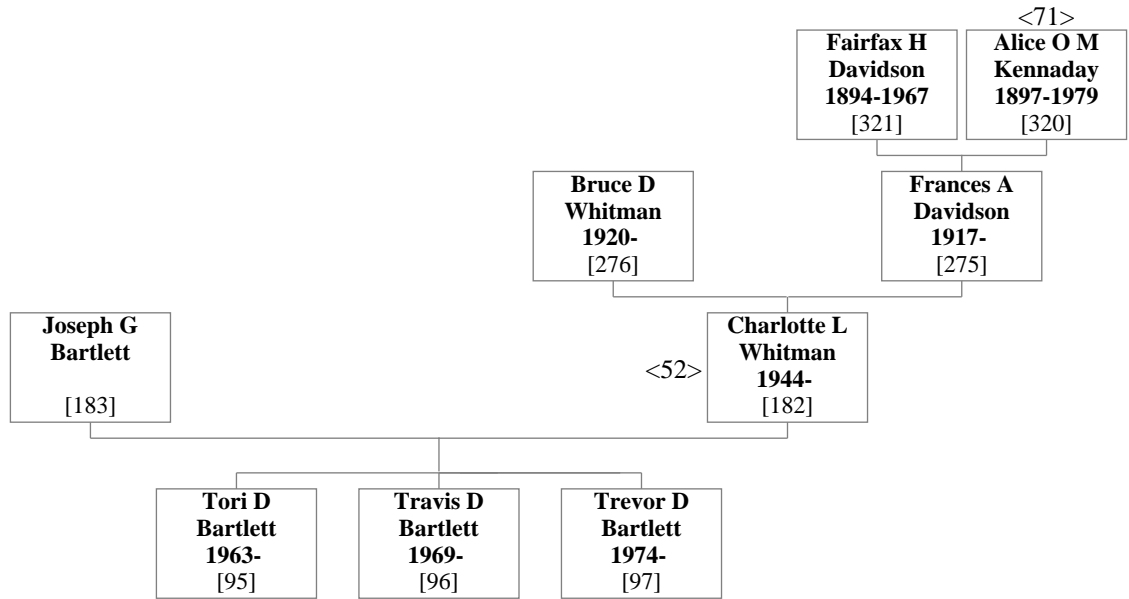 <71>
Fairfax H
Davidson
1894-1967
[321]
Alice O M
Kennaday
1897-1979
[320]
Bruce D
Whitman
1920-
[276]
Frances A
Davidson
1917-
[275]
Joseph G
Bartlett
[183]
<52>
Charlotte L
Whitman
1944-
[182]
Tori D
Bartlett
1963-
[95]
Travis D
Bartlett
1969-
[96]
Trevor D
Bartlett
1974-
[97]